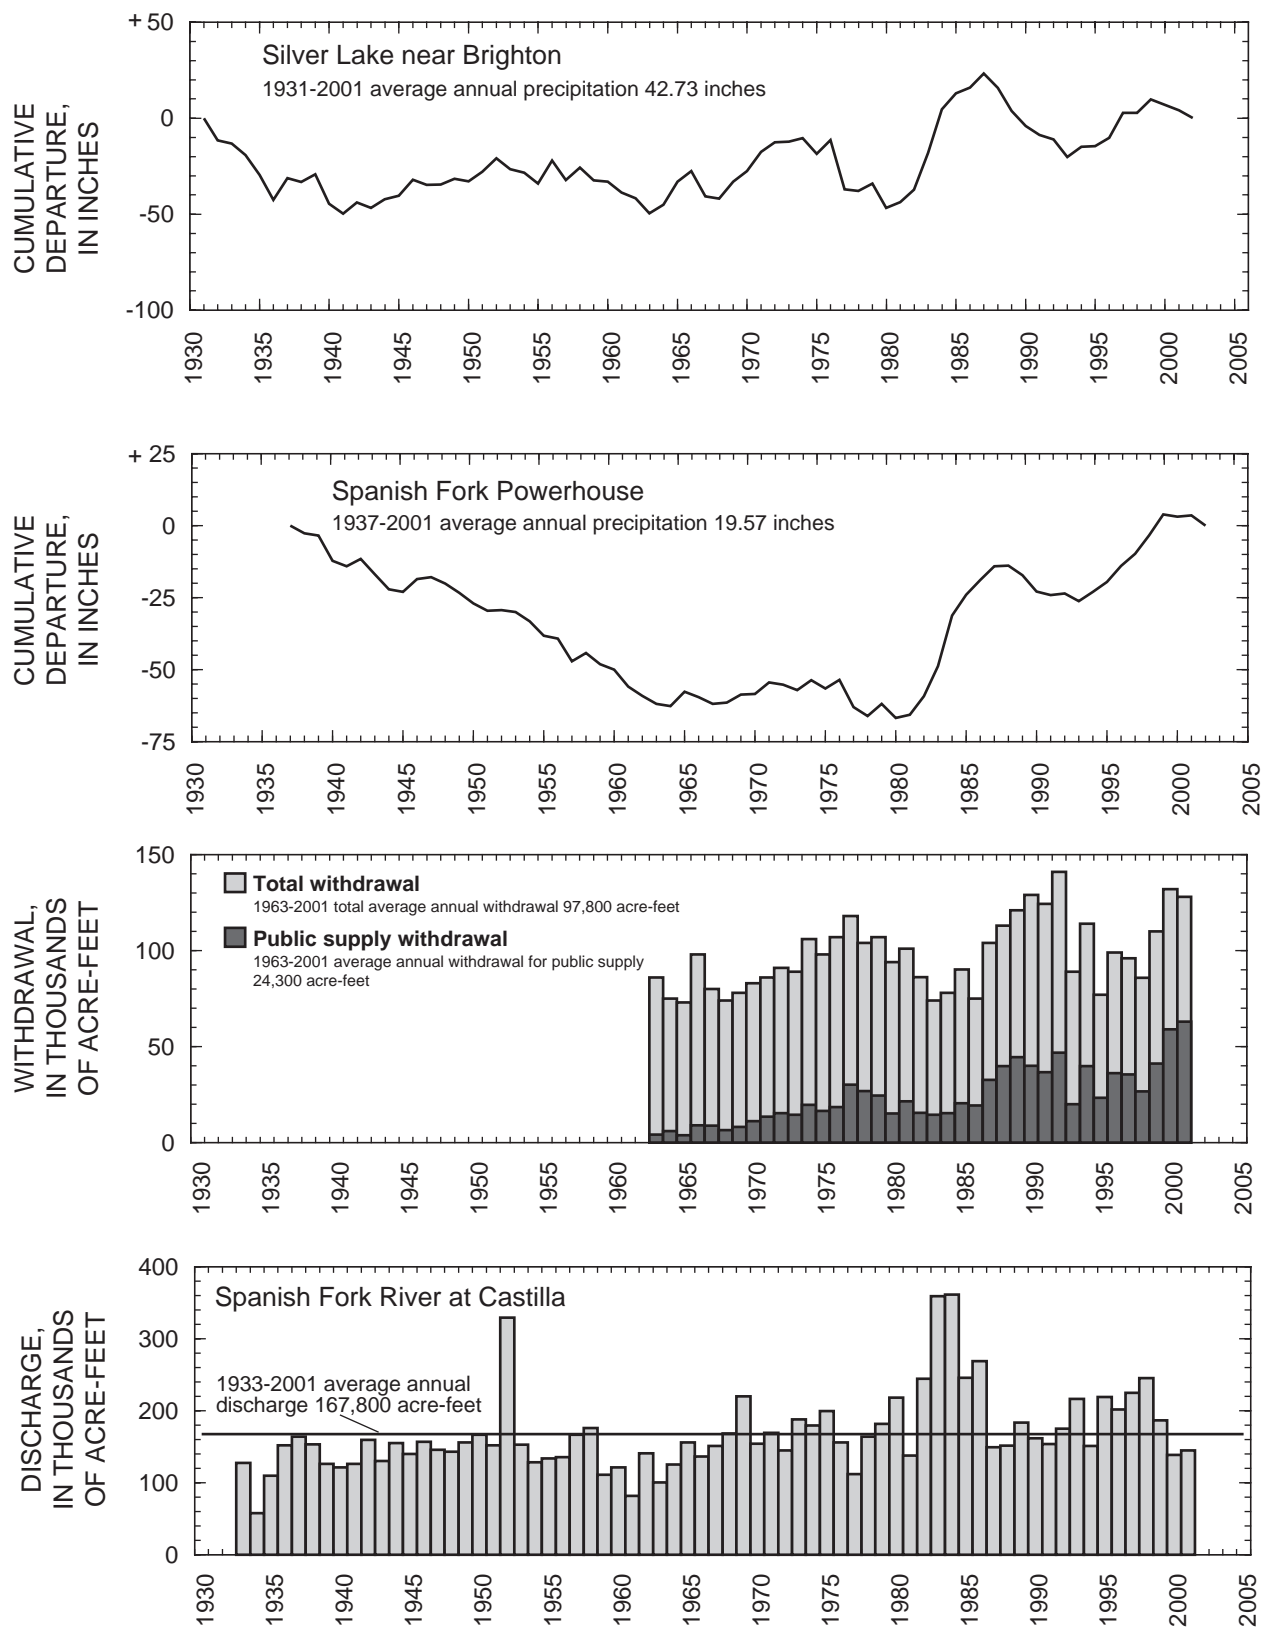 + 50
0
-50
-100
CUMULATIVE
DEPARTURE,
IN INCHES
Silver Lake near Brighton
1931-2001 average annual precipitation 42.73 inches
1930 1935 1940 1945 1950 1955 1960 1965 1970 1975 1980 1985 1990 1995 2000 2005
+ 25
0
-25
-50
-75
CUMULATIVE
DEPARTURE,
IN INCHES
Spanish Fork Powerhouse
1937-2001 average annual precipitation 19.57 inches
1930 1935 1940 1945 1950 1955 1960 1965 1970 1975 1980 1985 1990 1995 2000 2005
150
100
50
0
WITHDRAWAL,
IN THOUSANDS
OF ACRE-FEET
Total withdrawal
1963-2001 total average annual withdrawal 97,800 acre-feet
Public supply withdrawal
1963-2001 average annual withdrawal for public supply
24,300 acre-feet
1930 1935 1940 1945 1950 1955 1960 1965 1970 1975 1980 1985 1990 1995 2000 2005
400
300
200
100
0
DISCHARGE,
IN THOUSANDS
OF ACRE-FEET
Spanish Fork River at Castilla
1933-2001 average annual
discharge 167,800 acre-feet
1930 1935 1940 1945 1950 1955 1960 1965 1970 1975 1980 1985 1990 1995 2000 2005